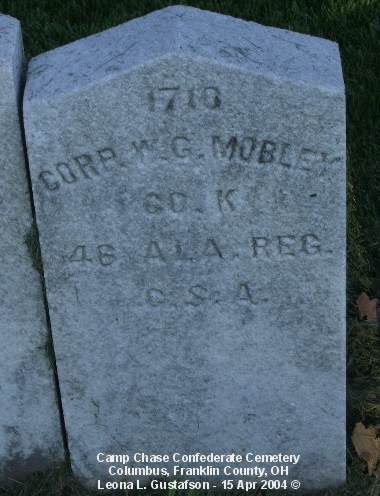 1710
CORP. W. G. MOBLEY
CO. K
46 ALA. REG.
C. S. A.
Camp Chase Confederate Cemetery
Columbus, Franklin County, OH
Leona L. Gustafson - 15 Apr 2004 ©